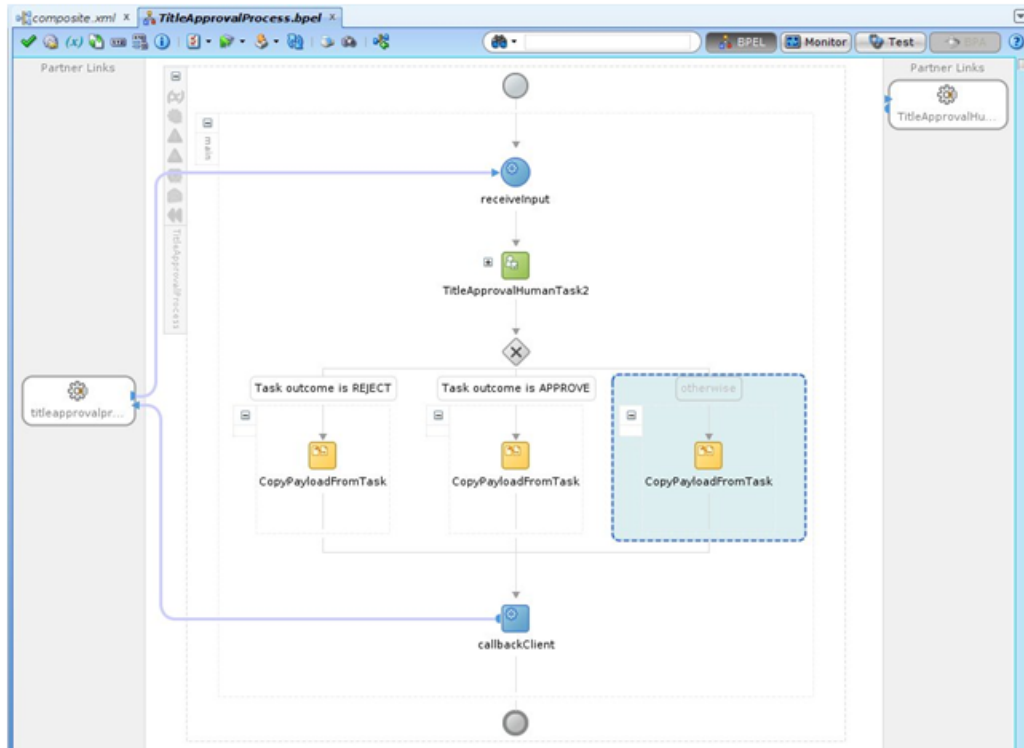 composite.xml x TitleApprovalProcess.bpel x
BPEL Monitor Test BPA
Partner Links
Partner Links
TitleApprovalHu...
main
receiveInput
TitleApprovalProcess
TitleApprovalHumanTask2
Task outcome is REJECT
Task outcome is APPROVE
otherwise
titleapprovalpr...
CopyPayloadFromTask
CopyPayloadFromTask
CopyPayloadFromTask
callbackClient